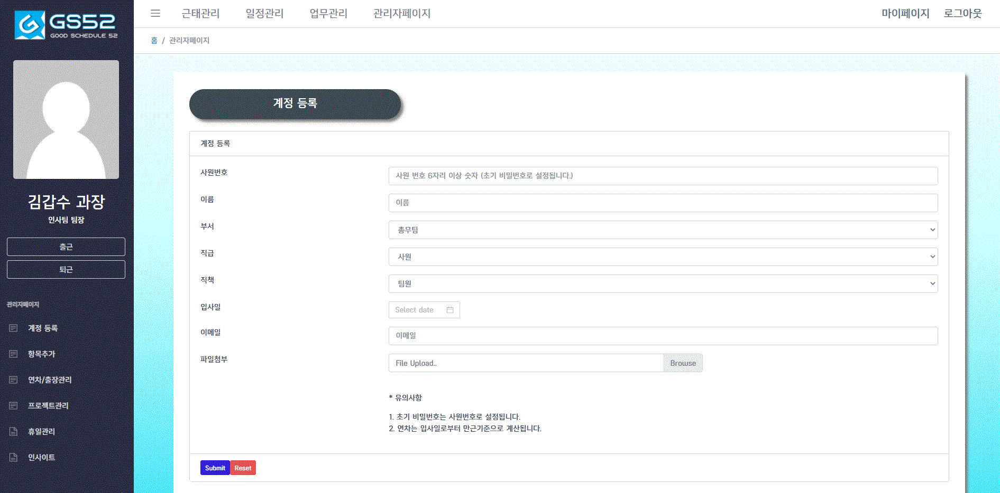 GS52
GOOD SCHEDULE 52
근태관리
일정관리
업무관리
관리자페이지
마이페이지
로그아웃
홈 / 관리자페이지
김갑수 과장
인사팀 팀장
출근
퇴근
관리자페이지
계정 등록
항목추가
연차/출장관리
프로젝트관리
휴일관리
인사이트
계정 등록
계정 등록
사원번호
사원 번호 6자리 이상 숫자 (초기 비밀번호로 설정됩니다.)
이름
이름
부서
총무팀
직급
사원
직책
팀원
입사일
Select date
이메일
이메일
파일첨부
File Upload..
Browse
* 유의사항
1. 초기 비밀번호는 사원번호로 설정됩니다.
2. 연차는 입사일로부터 만근기준으로 계산됩니다.
Submit
Reset